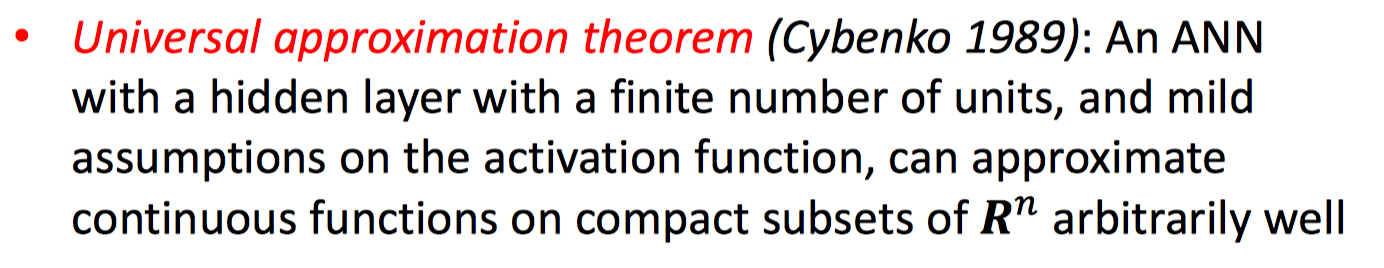 • Universal approximation theorem (Cybenko 1989): An ANN
with a hidden layer with a finite number of units, and mild
assumptions on the activation function, can approximate
continuous functions on compact subsets of Rⁿ arbitrarily well